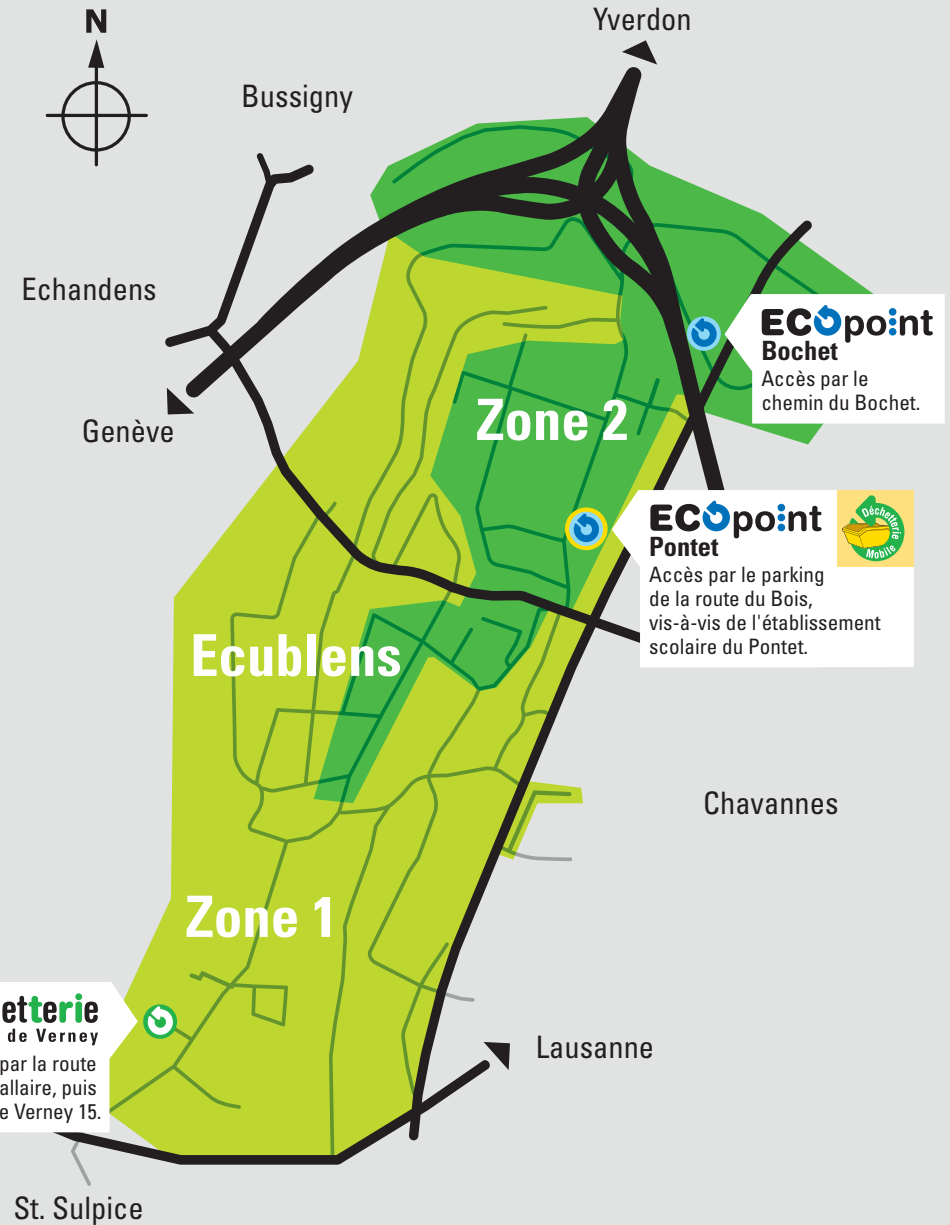 N
Yverdon
Bussigny
Echandens
Genève
ECOpoint
Bochet
Accès par le
chemin du Bochet.
Zone 2
ECOpoint
Pontet
Accès par le parking
de la route du Bois,
vis-à-vis de l'établissement
scolaire du Pontet.
Déchetterie
Mobile
Ecublens
Chavannes
Zone 1
etterie
de Verney
par la route
allaire, puis
e Verney 15.
Lausanne
St. Sulpice